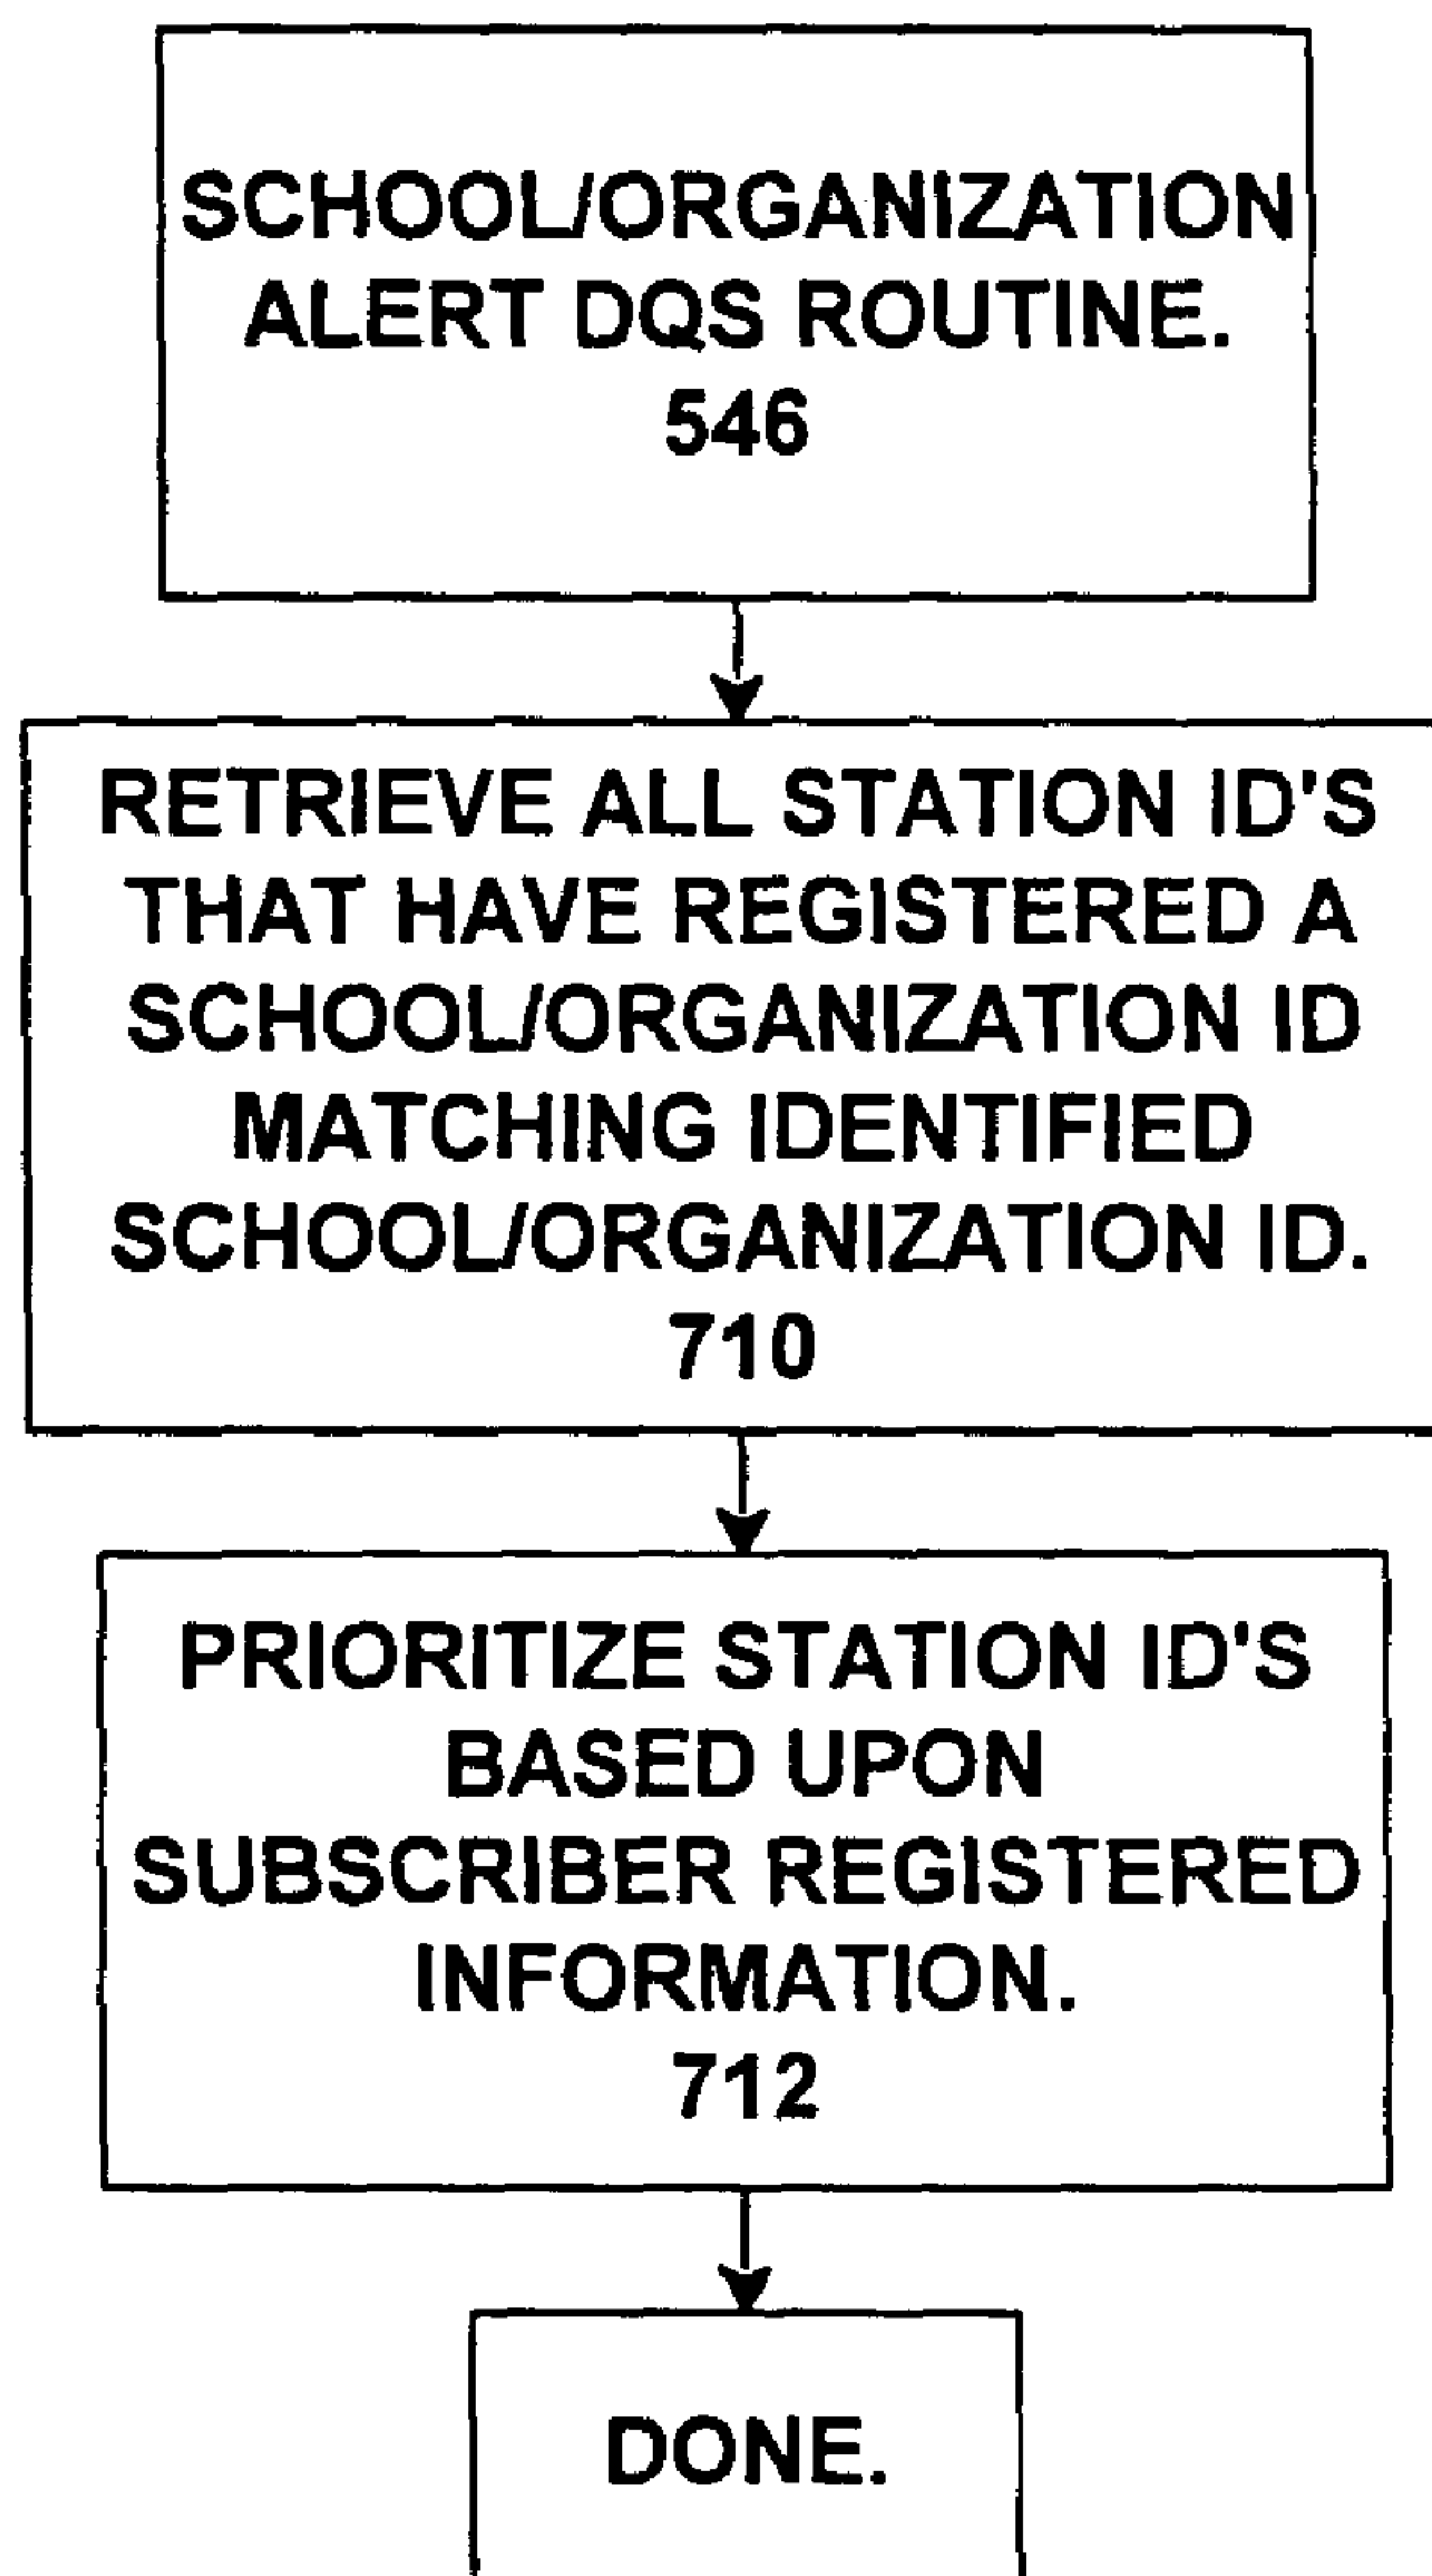 SCHOOL/ORGANIZATION
ALERT DQS ROUTINE.
546
RETRIEVE ALL STATION ID'S
THAT HAVE REGISTERED A
SCHOOL/ORGANIZATION ID
MATCHING IDENTIFIED
SCHOOL/ORGANIZATION ID.
710
PRIORITIZE STATION ID'S
BASED UPON
SUBSCRIBER REGISTERED
INFORMATION.
712
DONE.